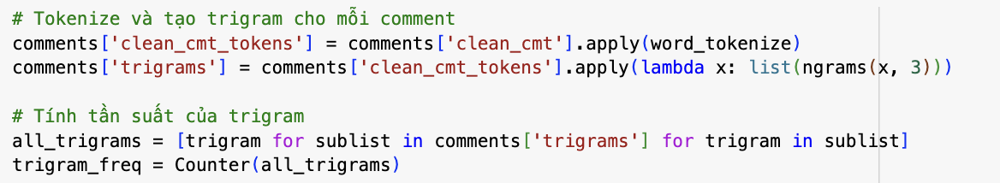 # Tokenize và tạo trigram cho mỗi comment
comments['clean_cmt_tokens'] = comments['clean_cmt'].apply(word_tokenize)
comments['trigrams'] = comments['clean_cmt_tokens'].apply(lambda x: list(ngrams(x, 3)))

# Tính tần suất của trigram
all_trigrams = [trigram for sublist in comments['trigrams'] for trigram in sublist]
trigram_freq = Counter(all_trigrams)